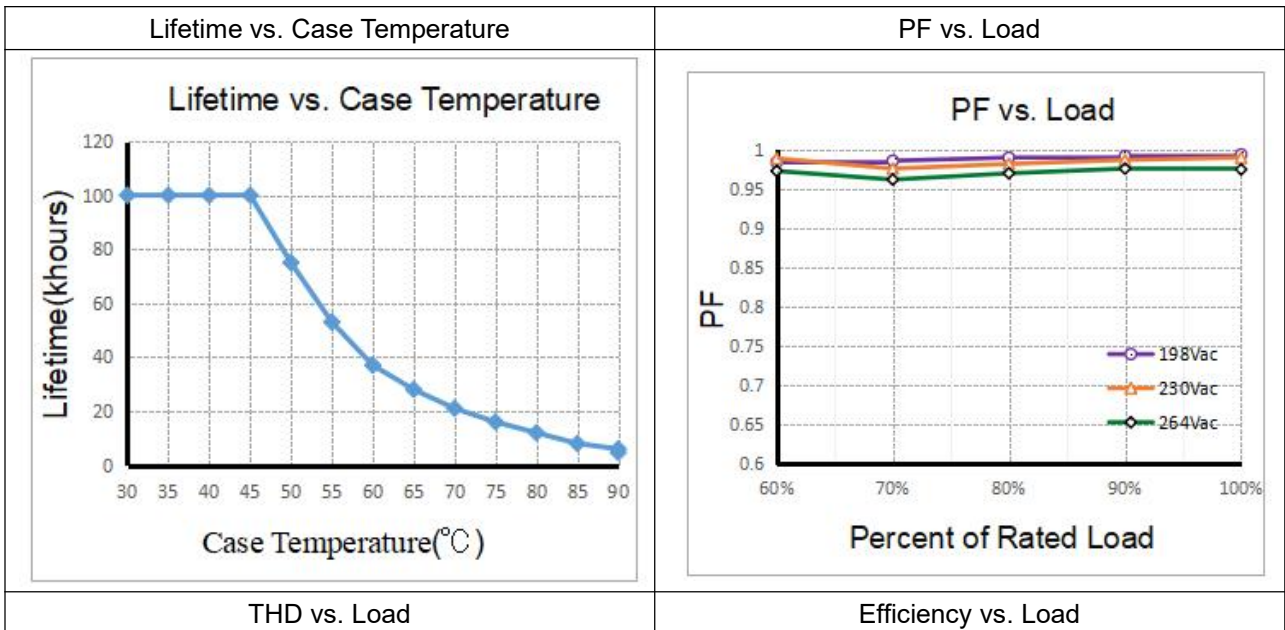 Lifetime vs. Case Temperature
PF vs. Load
Lifetime vs. Case Temperature
120
100
80
60
40
20
0
30 35 40 45 50 55 60 65 70 75 80 85 90
Lifetime(khours)
Case Temperature(℃)
PF vs. Load
1
0.95
0.9
0.85
0.8
0.75
0.7
0.65
0.6
60% 70% 80% 90% 100%
PF
198Vac
230Vac
264Vac
Percent of Rated Load
THD vs. Load
Efficiency vs. Load